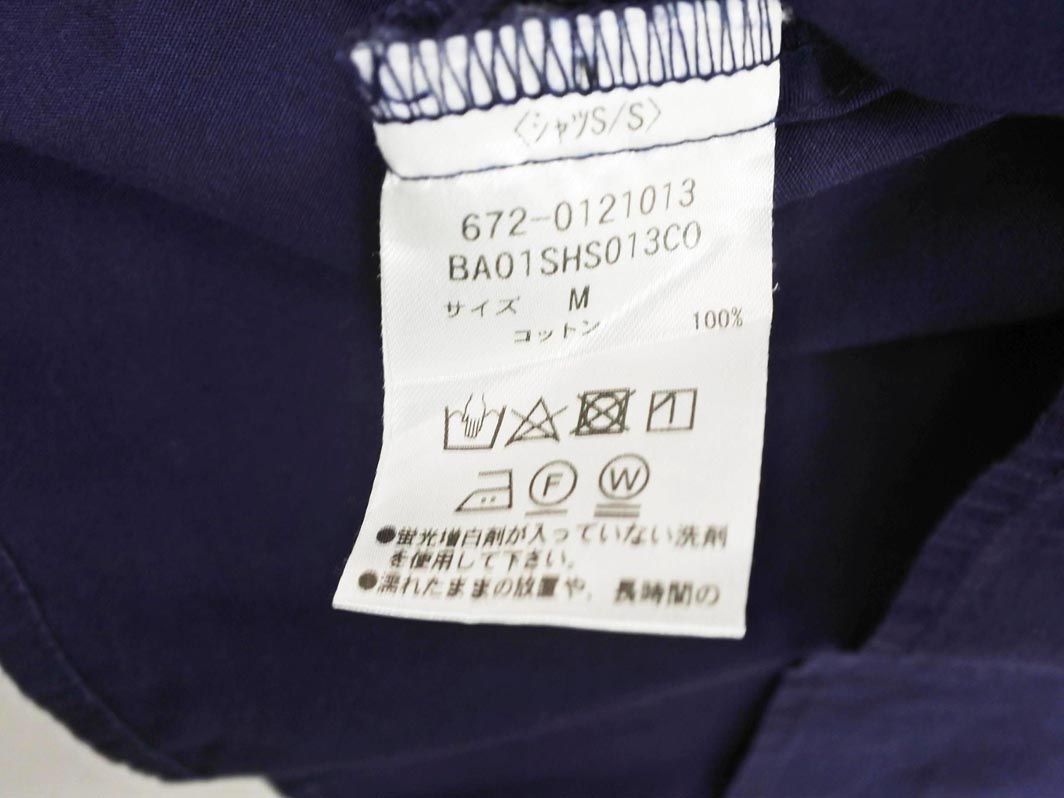 〈シャツS/S〉
672-0121013
BA01SHS013CO
サイズ M
コットン 100%
F W
●蛍光増白剤が入っていない洗剤
を使用して下さい。
●濡れたままの放置や、長時間の